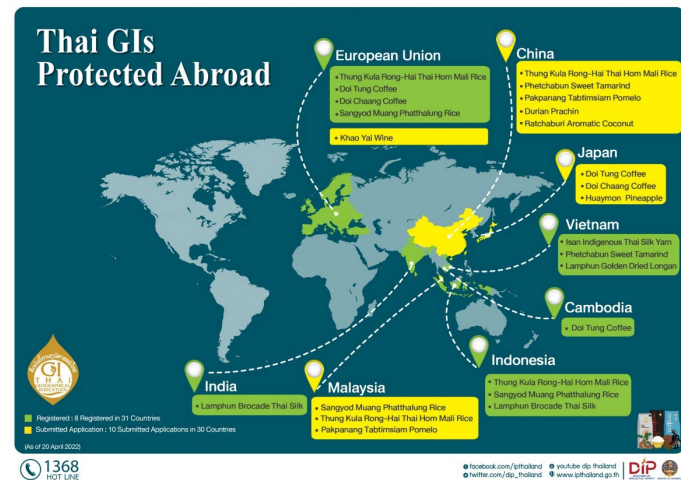 Thai GIs
Protected Abroad
European Union
• Thung Kula Rong-Hai Thai Hom Mali Rice
• Doi Tung Coffee
• Doi Chaang Coffee
• Sangyod Muang Phatthalung Rice
• Khao Yai Wine
China
• Thung Kula Rong-Hai Thai Hom Mali Rice
• Phetchabun Sweet Tamarind
• Pakpanang Tabtimsiam Pomelo
• Durian Prachin
• Ratchaburi Aromatic Coconut
Japan
• Doi Tung Coffee
• Doi Chaang Coffee
• Huaymon Pineapple
Vietnam
• Isan Indigenous Thai Silk Yarn
• Phetchabun Sweet Tamarind
• Lamphun Golden Dried Longan
Cambodia
• Doi Tung Coffee
Indonesia
• Thung Kula Rong-Hai Hom Mali Rice
• Sangyod Muang Phatthalung Rice
• Lamphun Brocade Thai Silk
Malaysia
• Sangyod Muang Phatthalung Rice
• Thung Kula Rong-Hai Thai Hom Mali Rice
• Pakpanang Tabtimsiam Pomelo
India
• Lamphun Brocade Thai Silk
GI
THAI
GEOGRAPHICAL
INDICATION
Registered : 8 Registered in 31 Countries
Submitted Application : 10 Submitted Applications in 30 Countries
(As of 20 April 2022)
1368
HOT LINE
facebook.com/ipthailand
youtube dip thailand
twitter.com/dip_thailand
www.ipthailand.go.th
DIP